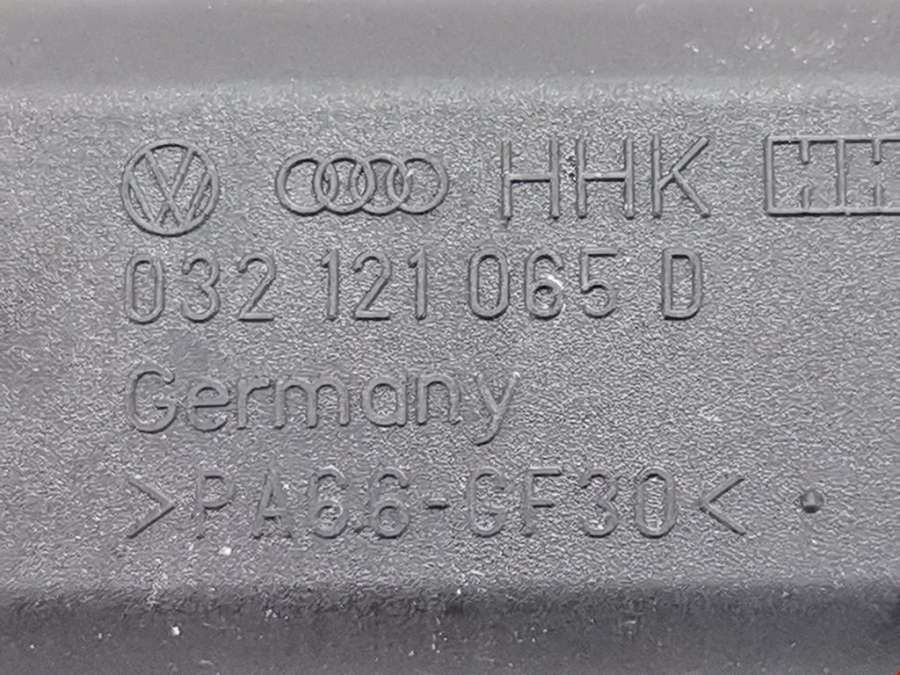 HHK
032 121 065 D
Germany
>PA66-GF30<